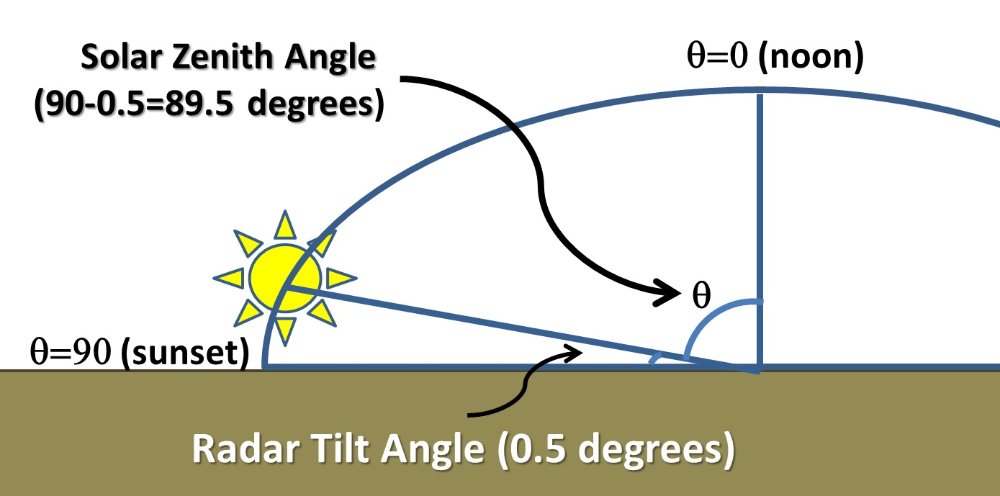 Solar Zenith Angle
(90-0.5=89.5 degrees)
θ=0 (noon)
θ
θ=90 (sunset)
Radar Tilt Angle (0.5 degrees)